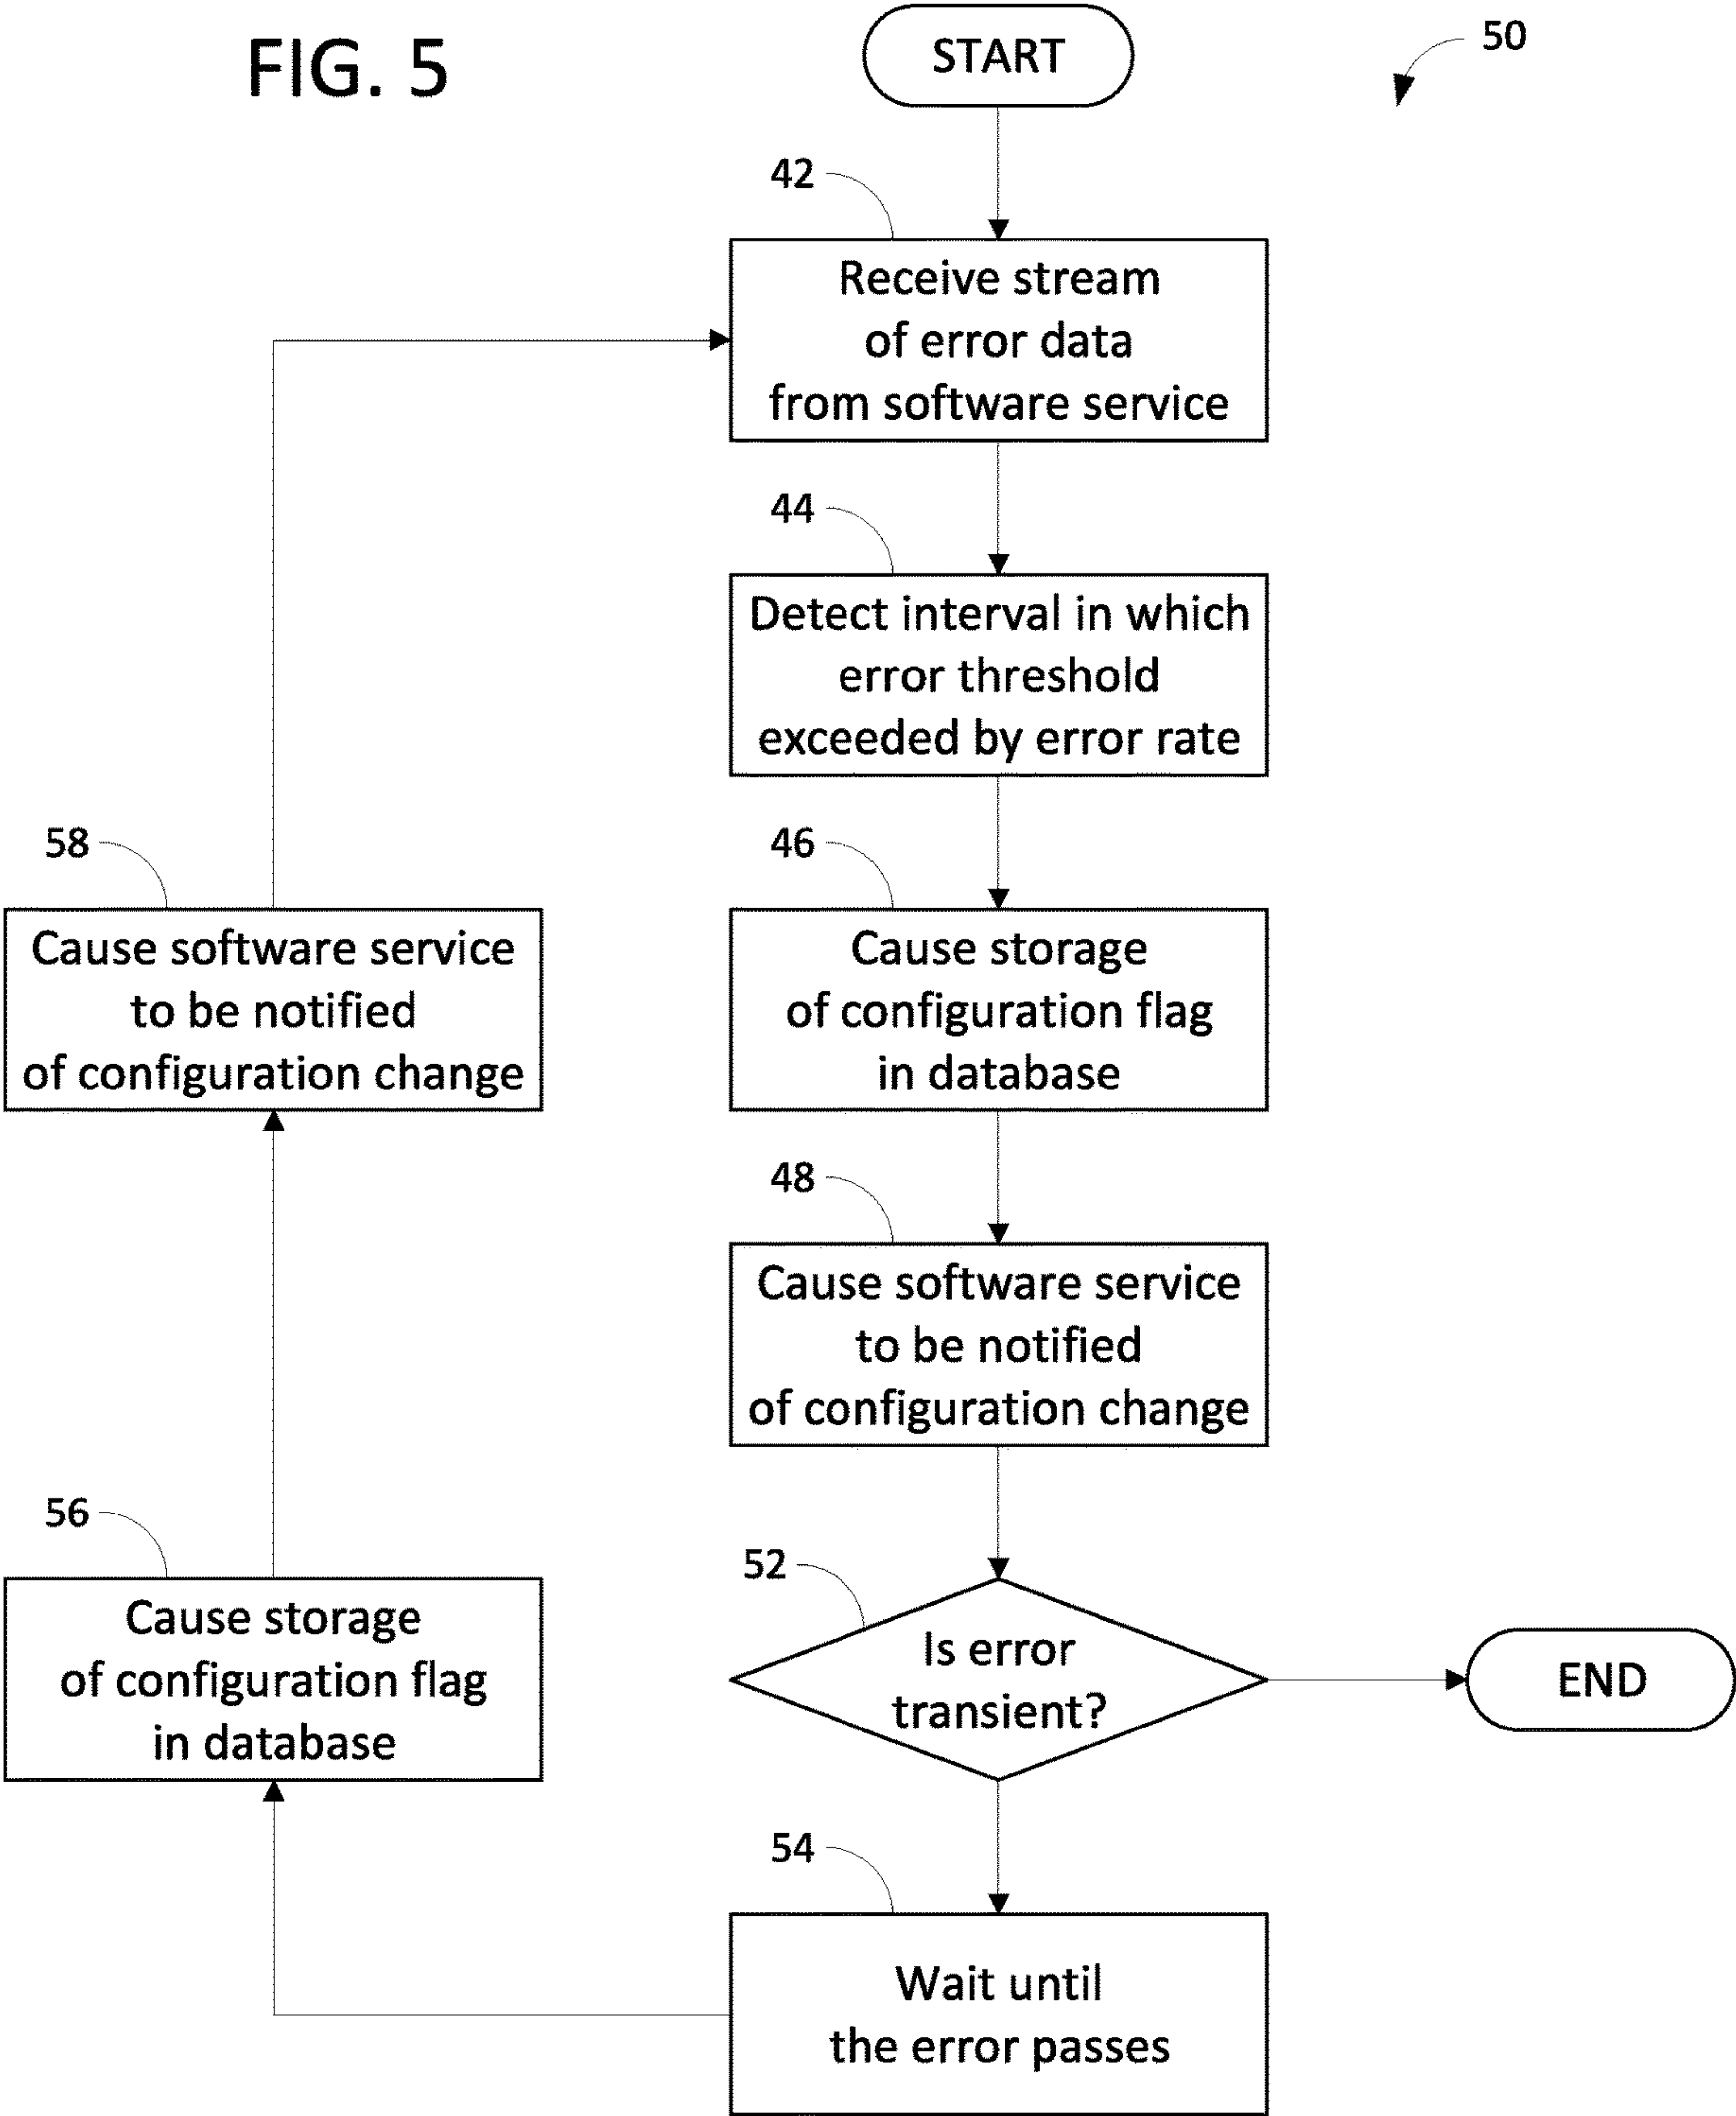 FIG. 5
START
50
42
Receive stream
of error data
from software service
44
Detect interval in which
error threshold
exceeded by error rate
46
Cause storage
of configuration flag
in database
48
Cause software service
to be notified
of configuration change
52
Is error
transient?
END
54
Wait until
the error passes
56
Cause storage
of configuration flag
in database
58
Cause software service
to be notified
of configuration change